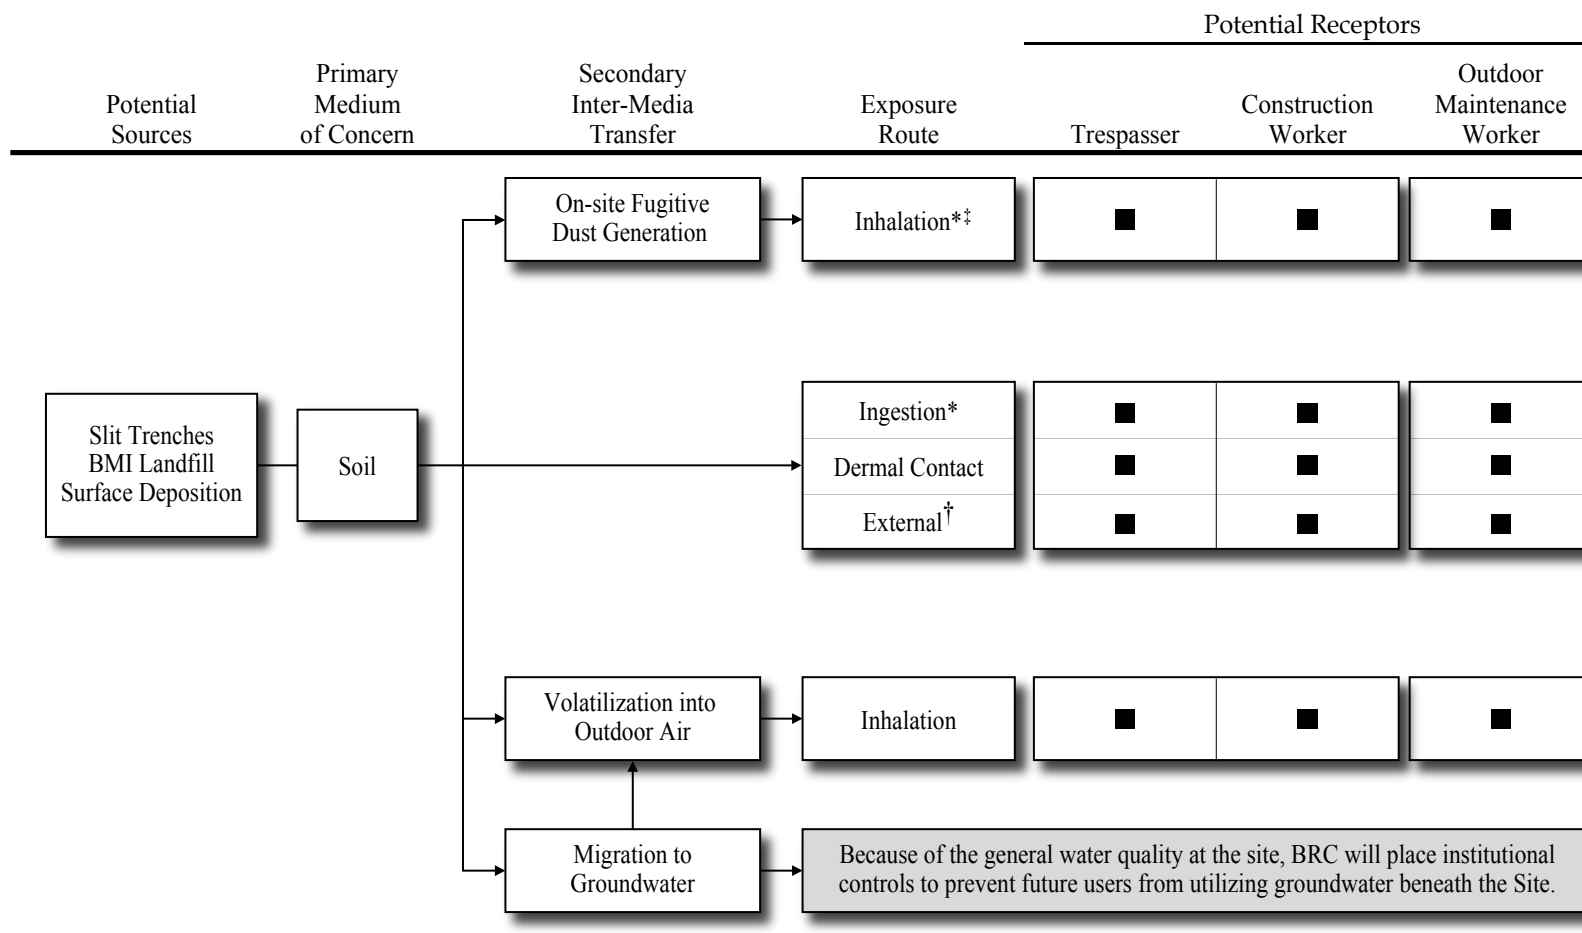 Potential Receptors
Potential
Sources
Primary
Medium
of Concern
Secondary
Inter-Media
Transfer
Exposure
Route
Trespasser
Construction
Worker
Outdoor
Maintenance
Worker
On-site Fugitive
Dust Generation
Inhalation*‡
Slit Trenches
BMI Landfill
Surface Deposition
Soil
Ingestion*
Dermal Contact
External†
Volatilization into
Outdoor Air
Inhalation
Migration to
Groundwater
Because of the general water quality at the site, BRC will place institutional
controls to prevent future users from utilizing groundwater beneath the Site.